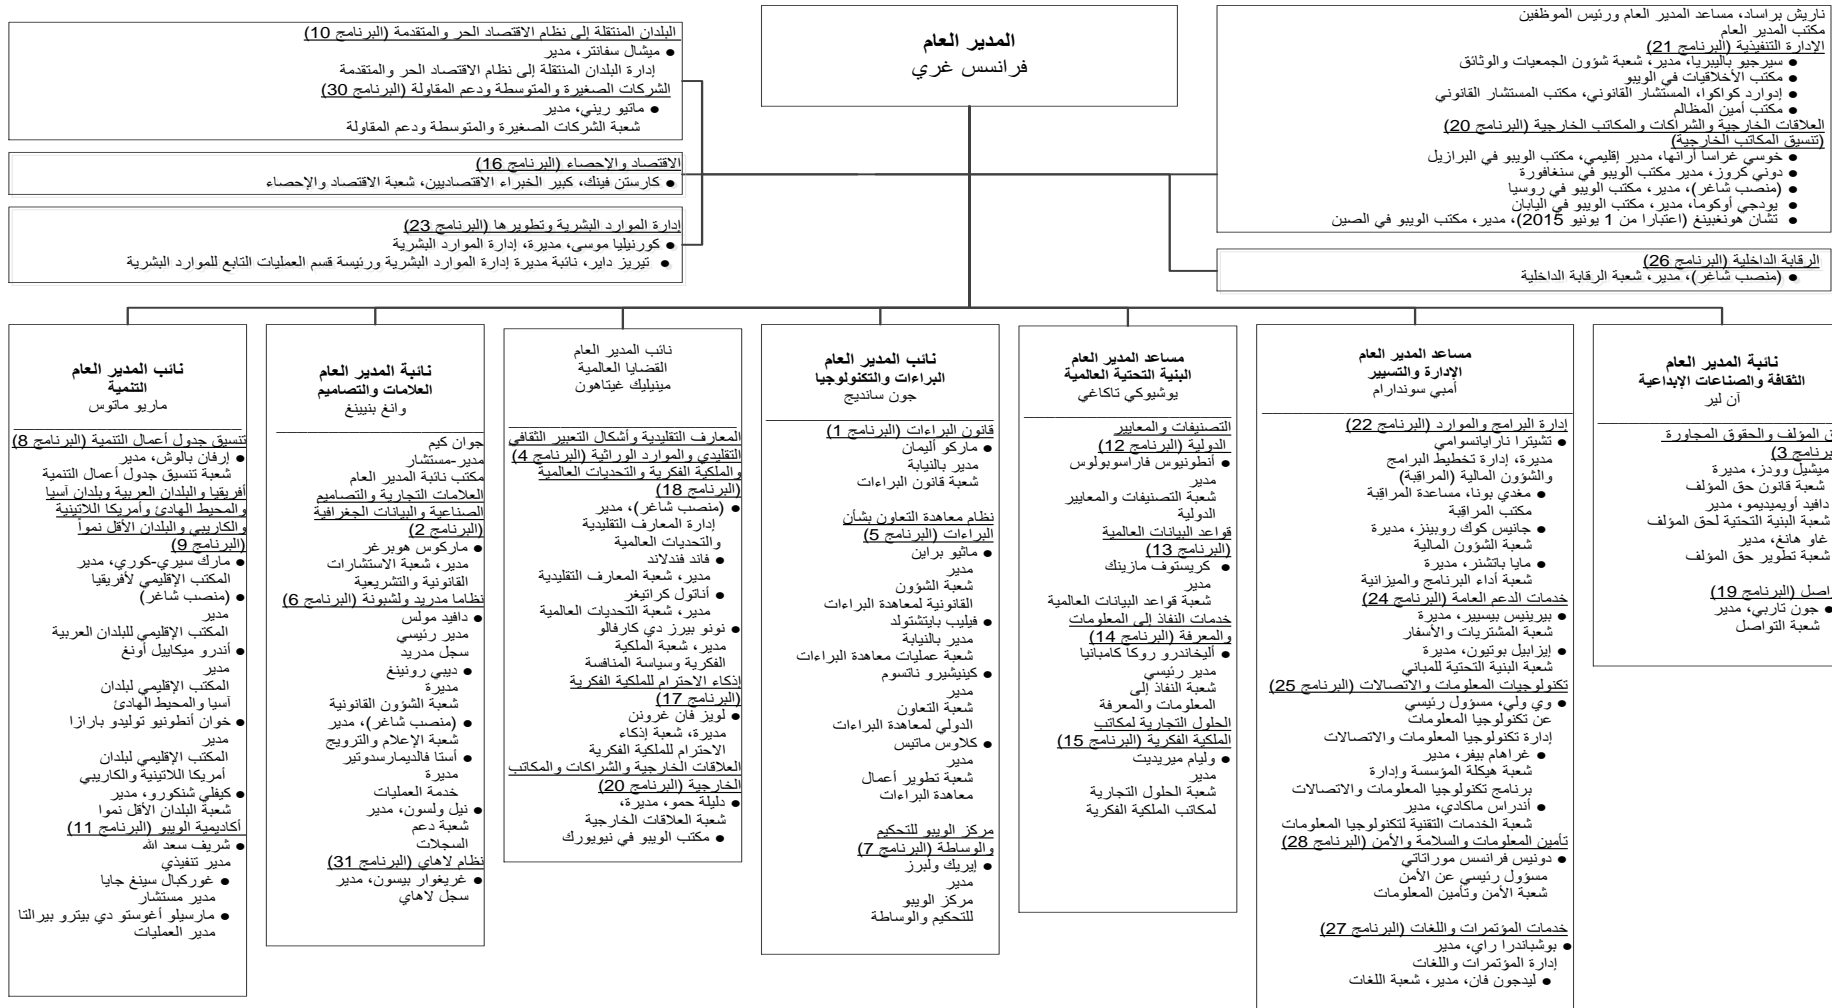 المدير العام
فرانسس غري
ناريش براساد، مساعد المدير العام ورئيس الموظفين
مكتب المدير العام
الإدارة التنفيذية (البرنامج 21)
● سيرجيو باليبريا، مدير، شعبة شؤون الجمعيات والوثائق
● مكتب الأخلاقيات في الويبو
● إدوارد كواكوا، المستشار القانوني، مكتب المستشار القانوني
● مكتب أمين المظالم
العلاقات الخارجية والشراكات والمكاتب الخارجية (البرنامج 20)
(تنسيق المكاتب الخارجية)
● خوسي غراسا أرانها، مدير إقليمي، مكتب الويبو في البرازيل
● دوني كروز، مدير مكتب الويبو في سنغافورة
● (منصب شاغر)، مدير، مكتب الويبو في روسيا
● يودجي أوكوما، مدير، مكتب الويبو في اليابان
● تشان هونغبينغ (اعتبارا من 1 يونيو 2015)، مدير، مكتب الويبو في الصين
الرقابة الداخلية (البرنامج 26)
● (منصب شاغر)، مدير، شعبة الرقابة الداخلية
البلدان المنتقلة إلى نظام الاقتصاد الحر والمتقدمة (البرنامج 10)
● ميشال سفانتر، مدير
إدارة البلدان المنتقلة إلى نظام الاقتصاد الحر والمتقدمة
الشركات الصغيرة والمتوسطة ودعم المقاولة (البرنامج 30)
● ماتيو ريني، مدير
شعبة الشركات الصغيرة والمتوسطة ودعم المقاولة
الاقتصاد والإحصاء (البرنامج 16)
● كارستن فينك، كبير الخبراء الاقتصاديين، شعبة الاقتصاد والإحصاء
إدارة الموارد البشرية وتطويرها (البرنامج 23)
● كورنيليا موسى، مديرة، إدارة الموارد البشرية
● تيريز داير، نائبة مديرة إدارة الموارد البشرية ورئيسة قسم العمليات التابع للموارد البشرية
نائبة المدير العام
الثقافة والصناعات الإبداعية
آن لير
ق المؤلف والحقوق المجاورة
برنامج 3)
ميشيل وودز، مديرة
شعبة قانون حق المؤلف
دافيد أويميديمو، مدير
شعبة البنية التحتية لحق المؤلف
غاو هانغ، مدير
شعبة تطوير حق المؤلف
اصل (البرنامج 19)
● جون تاربي، مدير
شعبة التواصل
مساعد المدير العام
الإدارة والتسيير
أمبي سوندارام
إدارة البرامج والموارد (البرنامج 22)
● تشيترا نارايانسوامي
مديرة، إدارة تخطيط البرامج
والشؤون المالية (المراقبة)
● مغدي بونا، مساعدة المراقبة
مكتب المراقبة
● جانيس كوك روبينز، مديرة
شعبة الشؤون المالية
● مايا باتشنر، مديرة
شعبة أداء البرنامج والميزانية
خدمات الدعم العامة (البرنامج 24)
● بيرينيس بيسيير، مديرة
شعبة المشتريات والأسفار
● إيزابيل بوتيون، مديرة
شعبة البنية التحتية للمباني
تكنولوجيات المعلومات والاتصالات (البرنامج 25)
● وي ولي، مسؤول رئيسي
عن تكنولوجيا المعلومات
إدارة تكنولوجيا المعلومات والاتصالات
● غراهام بيفر، مدير
شعبة هيكلة المؤسسة وإدارة
برنامج تكنولوجيا المعلومات والاتصالات
● أندراس ماكادي، مدير
شعبة الخدمات التقنية لتكنولوجيا المعلومات
تأمين المعلومات والسلامة والأمن (البرنامج 28)
● دونيس فرانسس موراتاتي
مسؤول رئيسي عن الأمن
شعبة الأمن وتأمين المعلومات
خدمات المؤتمرات واللغات (البرنامج 27)
● بوشباندرا راي، مدير
إدارة المؤتمرات واللغات
● ليدجون فان، مدير، شعبة اللغات
مساعد المدير العام
البنية التحتية العالمية
يوشيوكي تاكاغي
التصنيفات والمعايير
الدولية (البرنامج 12)
● أنطونيوس فاراسوبولوس
مدير
شعبة التصنيفات والمعايير
الدولية
قواعد البيانات العالمية
(البرنامج 13)
● كريستوف مازينك
مدير
شعبة قواعد البيانات العالمية
خدمات النفاذ إلى المعلومات
والمعرفة (البرنامج 14)
● أليخاندرو روكا كامبانيا
مدير رئيسي
شعبة النفاذ إلى
المعلومات والمعرفة
الحلول التجارية لمكاتب
الملكية الفكرية (البرنامج 15)
● وليام ميريديث
مدير
شعبة الحلول التجارية
لمكاتب الملكية الفكرية
نائب المدير العام
البراءات والتكنولوجيا
جون سانديج
قانون البراءات (البرنامج 1)
● ماركو أليمان
مدير بالنيابة
شعبة قانون البراءات
نظام معاهدة التعاون بشأن
البراءات (البرنامج 5)
● ماثيو براين
مدير
شعبة الشؤون
القانونية لمعاهدة البراءات
● فيليب بايتشتولد
مدير بالنيابة
شعبة عمليات معاهدة البراءات
● كينيشيرو ناتسوم
مدير
شعبة التعاون
الدولي لمعاهدة البراءات
● كلاوس ماتيس
مدير
شعبة تطوير أعمال
معاهدة البراءات
مركز الويبو للتحكيم
والوساطة (البرنامج 7)
● إيريك ولبرز
مدير
مركز الويبو
للتحكيم والوساطة
نائب المدير العام
القضايا العالمية
مينيليك غيتاهون
المعارف التقليدية وأشكال التعبير الثقافي
التقليدي والموارد الوراثية (البرنامج 4)
والملكية الفكرية والتحديات العالمية
(البرنامج 18)
● (منصب شاغر)، مدير
إدارة المعارف التقليدية
والتحديات العالمية
● فاند فندلاند
مدير، شعبة المعارف التقليدية
● أناتول كراتيغر
مدير، شعبة التحديات العالمية
● نونو بيرز دي كارفالو
مدير، شعبة الملكية
الفكرية وسياسة المنافسة
إذكاء الاحترام للملكية الفكرية
(البرنامج 17)
● لويز فان غرونن
مديرة، شعبة إذكاء
الاحترام للملكية الفكرية
العلاقات الخارجية والشراكات والمكاتب
الخارجية (البرنامج 20)
● دليلة حمو، مديرة،
شعبة العلاقات الخارجية
● مكتب الويبو في نيويورك
نائبة المدير العام
العلامات والتصاميم
وانغ بنيينغ
جوان كيم
مدير-مستشار
مكتب نائبة المدير العام
العلامات التجارية والتصاميم
الصناعية والبيانات الجغرافية
(البرنامج 2)
● ماركوس هوبرغر
مدير، شعبة الاستشارات
القانونية والتشريعية
نظاما مدريد ولشبونة (البرنامج 6)
● دافيد مولس
مدير رئيسي
سجل مدريد
● ديبي رونينغ
مديرة
شعبة الشؤون القانونية
● (منصب شاغر)، مدير
شعبة الإعلام والترويج
● أستا فالديمارسدوتير
مديرة
خدمة العمليات
● نيل ولسون، مدير
شعبة دعم
السجلات
نظام لاهاي (البرنامج 31)
● غريغوار بيسون، مدير
سجل لاهاي
نائب المدير العام
التنمية
ماريو ماتوس
تنسيق جدول أعمال التنمية (البرنامج 8)
● إرفان بالوش، مدير
شعبة تنسيق جدول أعمال التنمية
أفريقيا والبلدان العربية وبلدان آسيا
والمحيط الهادئ وأمريكا اللاتينية
والكاريبي والبلدان الأقل نمواً
(البرنامج 9)
● مارك سيري-كوري، مدير
المكتب الإقليمي لأفريقيا
● (منصب شاغر)
مدير
المكتب الإقليمي للبلدان العربية
● أندرو ميكاييل أونغ
مدير
المكتب الإقليمي لبلدان
آسيا والمحيط الهادئ
● خوان أنطونيو توليدو بارازا
مدير
المكتب الإقليمي لبلدان
أمريكا اللاتينية والكاريبي
● كيفلي شنكورو، مدير
شعبة البلدان الأقل نموا
أكاديمية الويبو (البرنامج 11)
● شريف سعد الله
مدير تنفيذي
● غوركبال سينغ جايا
مدير مستشار
● مارسيلو أغوستو دي بيترو بيرالتا
مدير العمليات